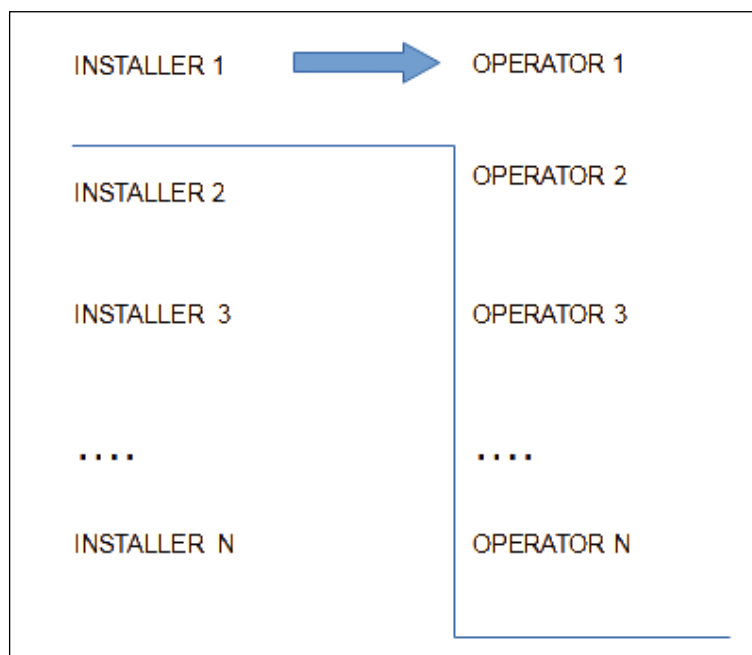 INSTALLER 1
OPERATOR 1
INSTALLER 2
OPERATOR 2
INSTALLER 3
OPERATOR 3
....
....
INSTALLER N
OPERATOR N